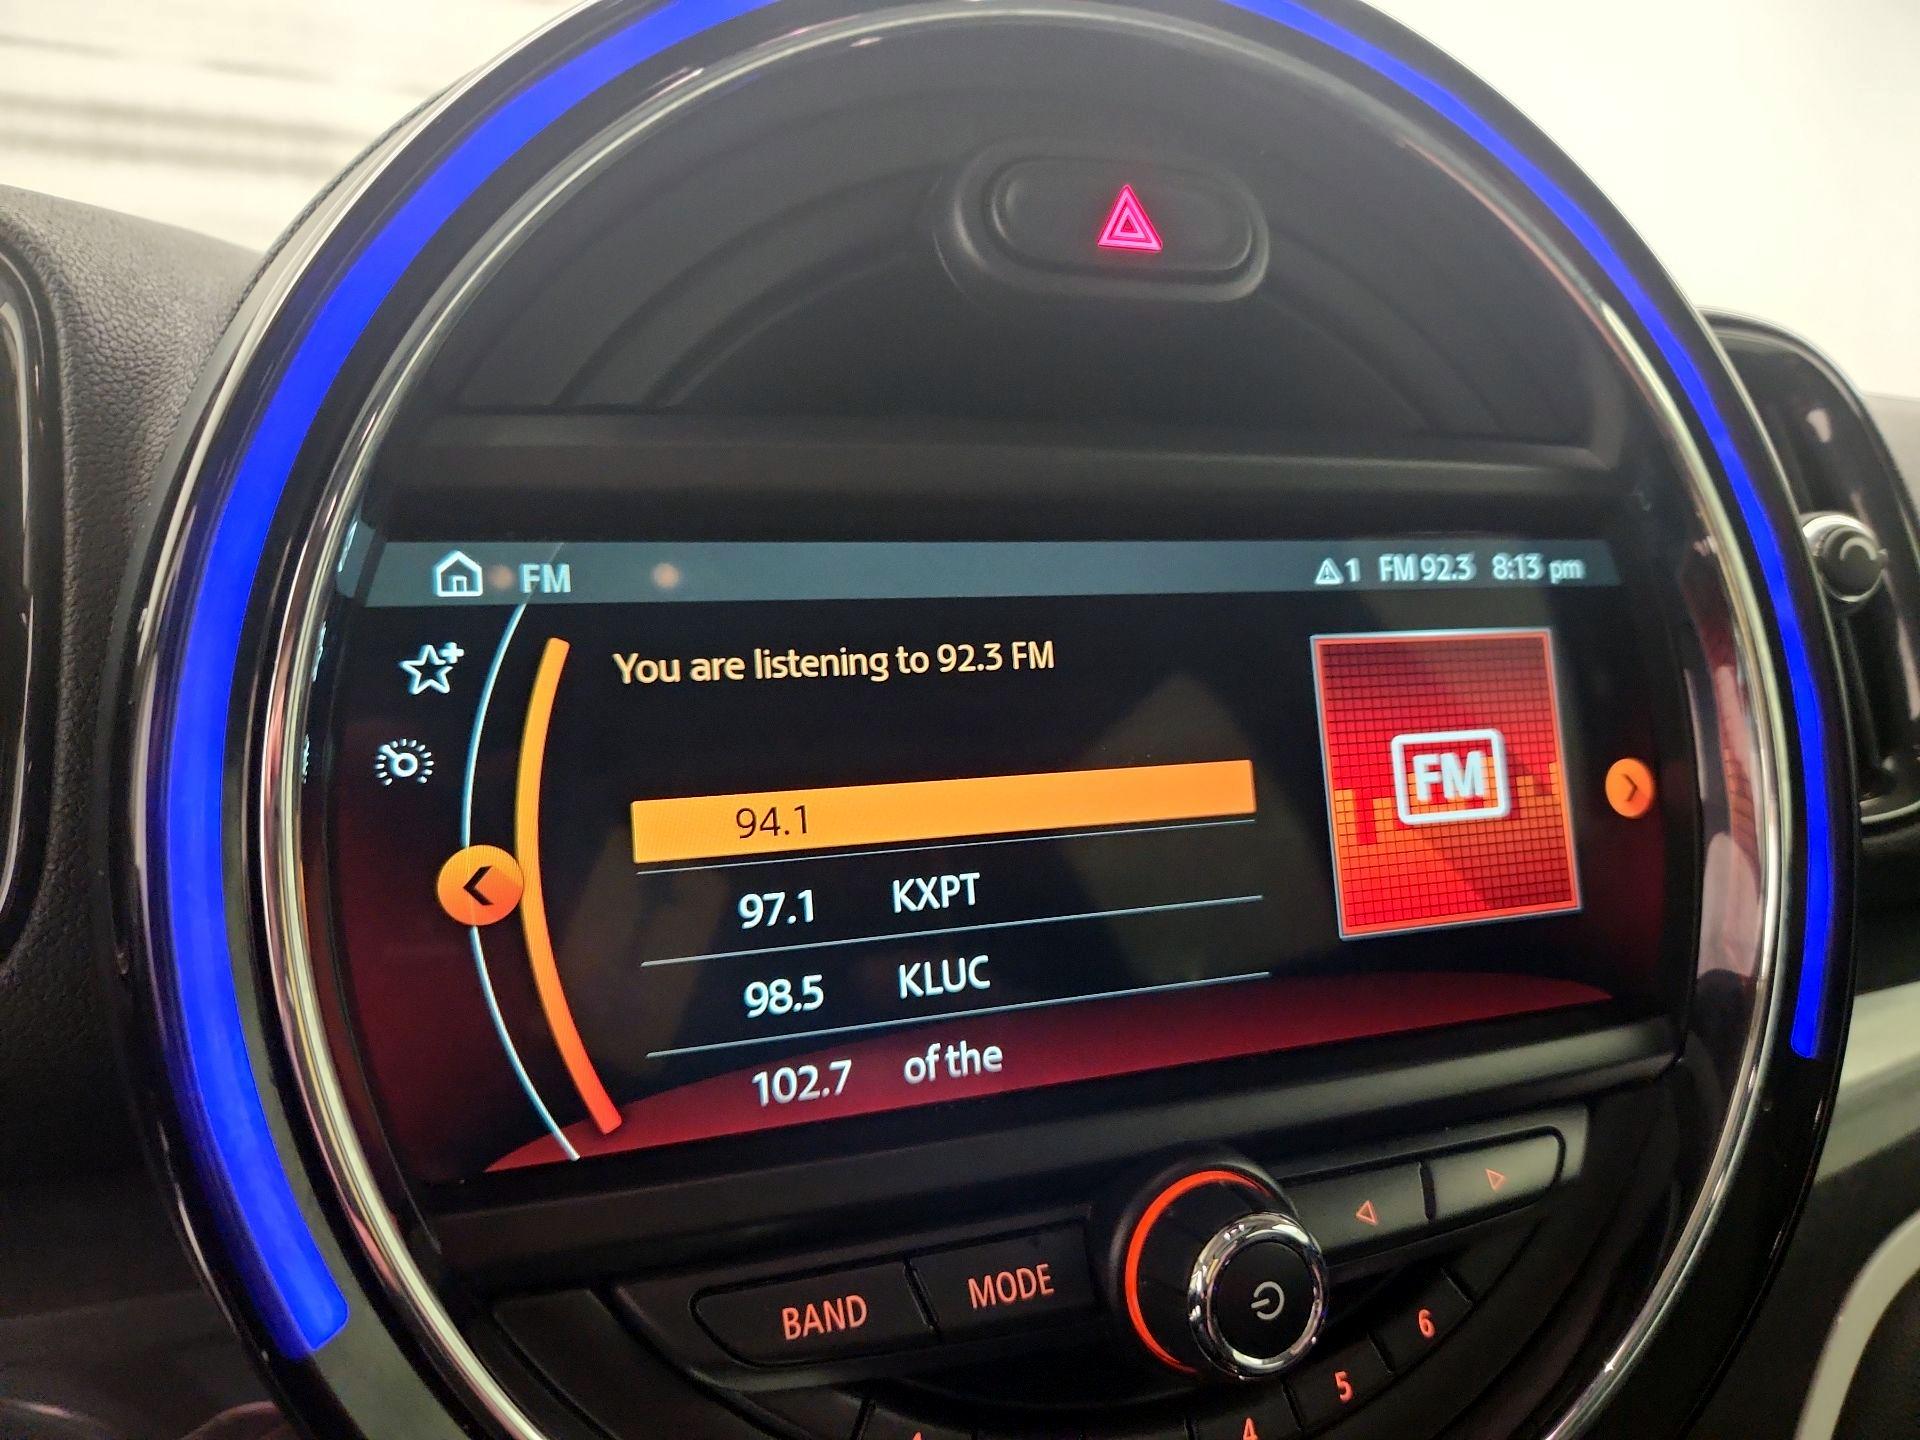 FM
1 FM 92.3 8:13 pm
You are listening to 92.3 FM
FM
94.1
97.1 KXPT
98.5 KLUC
102.7 of the
BAND
MODE
6
5
4